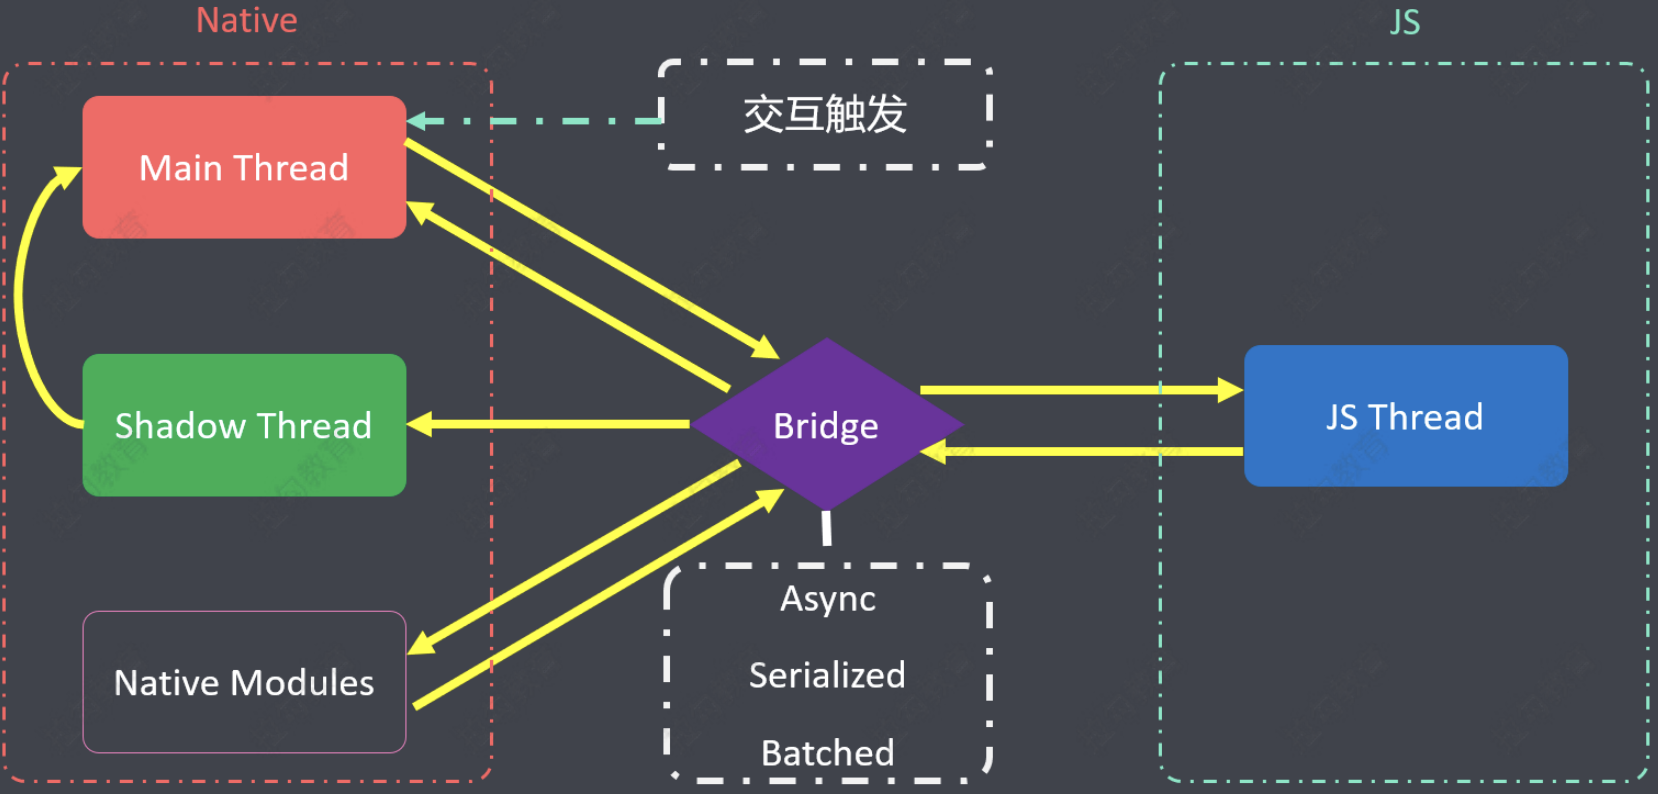 Native
JS
交互触发
Main Thread
Shadow Thread
Bridge
JS Thread
Native Modules
Async
Serialized
Batched